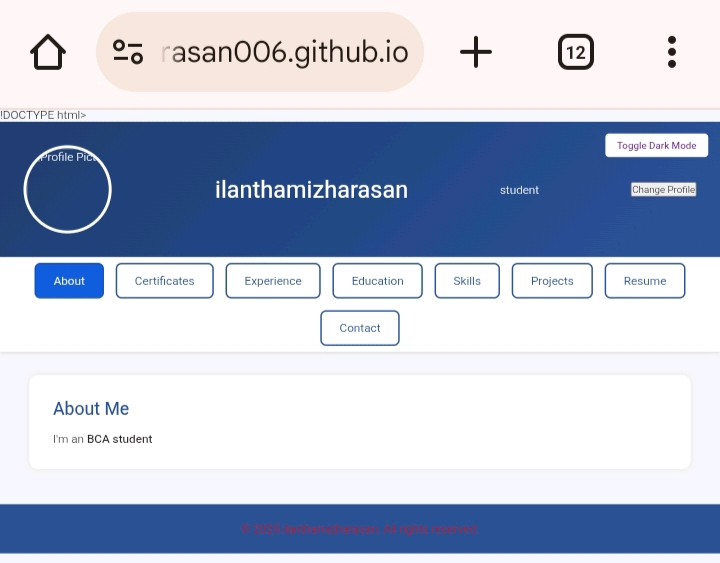 rasan006.github.io
12
!DOCTYPE html>
Toggle Dark Mode
Profile Pict
ilanthamizharasan
student
Change Profile
About
Certificates
Experience
Education
Skills
Projects
Resume
Contact
About Me
I'm an BCA student
© 2025 ilanthamizharasan. All rights reserved.